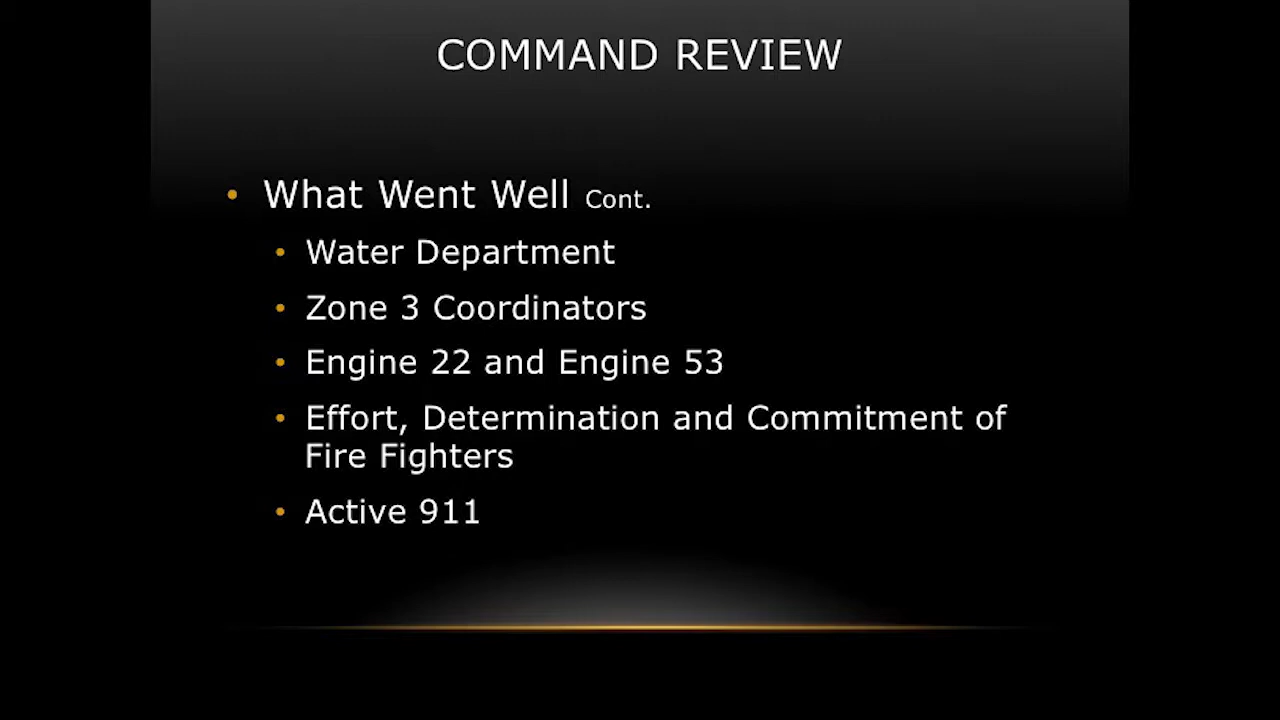 COMMAND REVIEW
• What Went Well Cont.
• Water Department
• Zone 3 Coordinators
• Engine 22 and Engine 53
• Effort, Determination and Commitment of
Fire Fighters
• Active 911